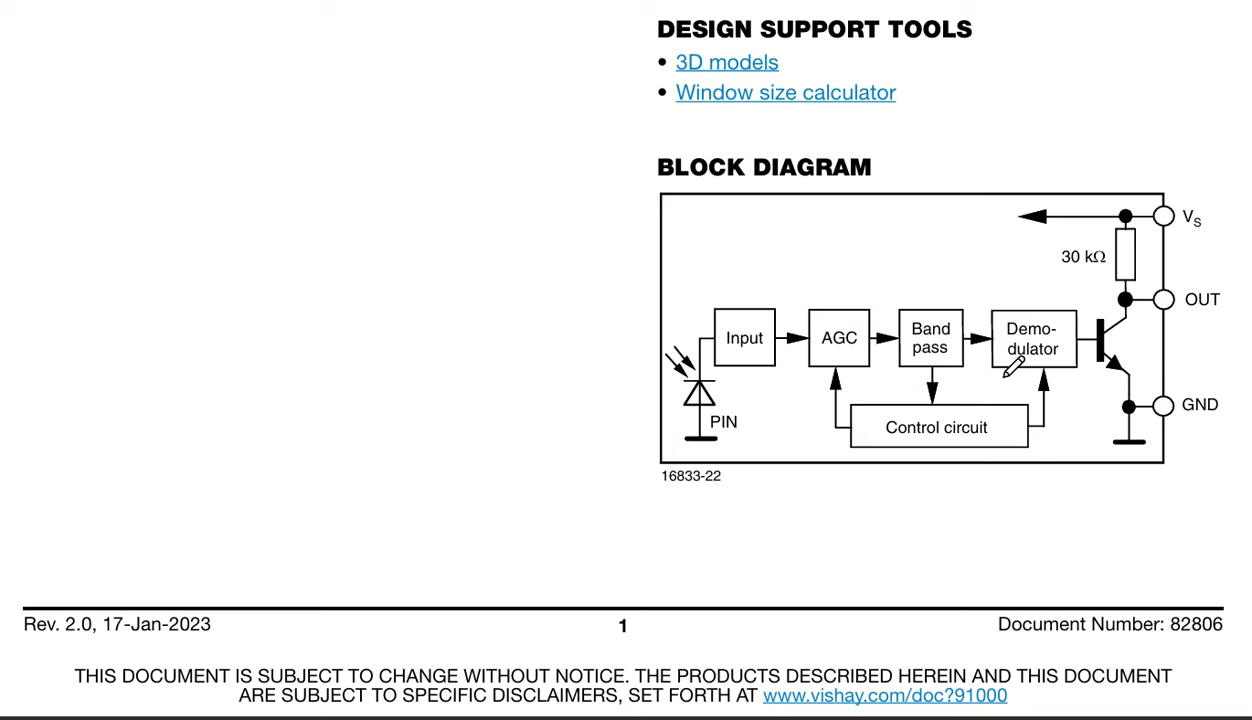 DESIGN SUPPORT TOOLS
• 3D models
• Window size calculator
BLOCK DIAGRAM
VS
30 kΩ
OUT
Input
AGC
Band
pass
Demo-
dulator
PIN
Control circuit
GND
16833-22
Rev. 2.0, 17-Jan-2023
1
Document Number: 82806
THIS DOCUMENT IS SUBJECT TO CHANGE WITHOUT NOTICE. THE PRODUCTS DESCRIBED HEREIN AND THIS DOCUMENT
ARE SUBJECT TO SPECIFIC DISCLAIMERS, SET FORTH AT www.vishay.com/doc?91000